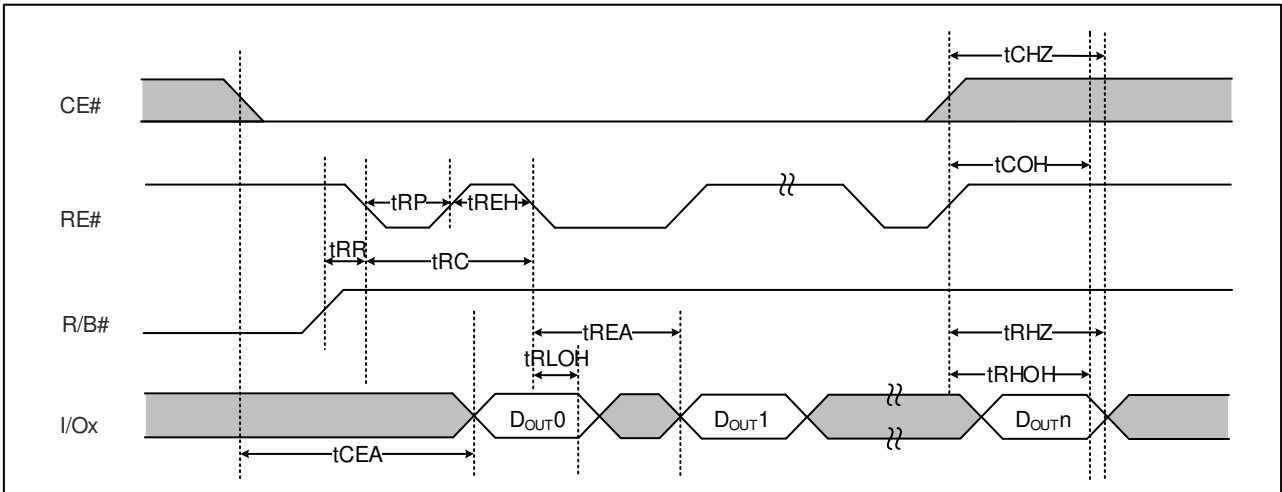 tCHZ
CE#
tCOH
RE#
tRP
tREH
tRR
tRC
R/B#
tREA
tRHZ
tRLOH
tRHOH
I/Ox
DOUT0
DOUT1
DOUTn
tCEA